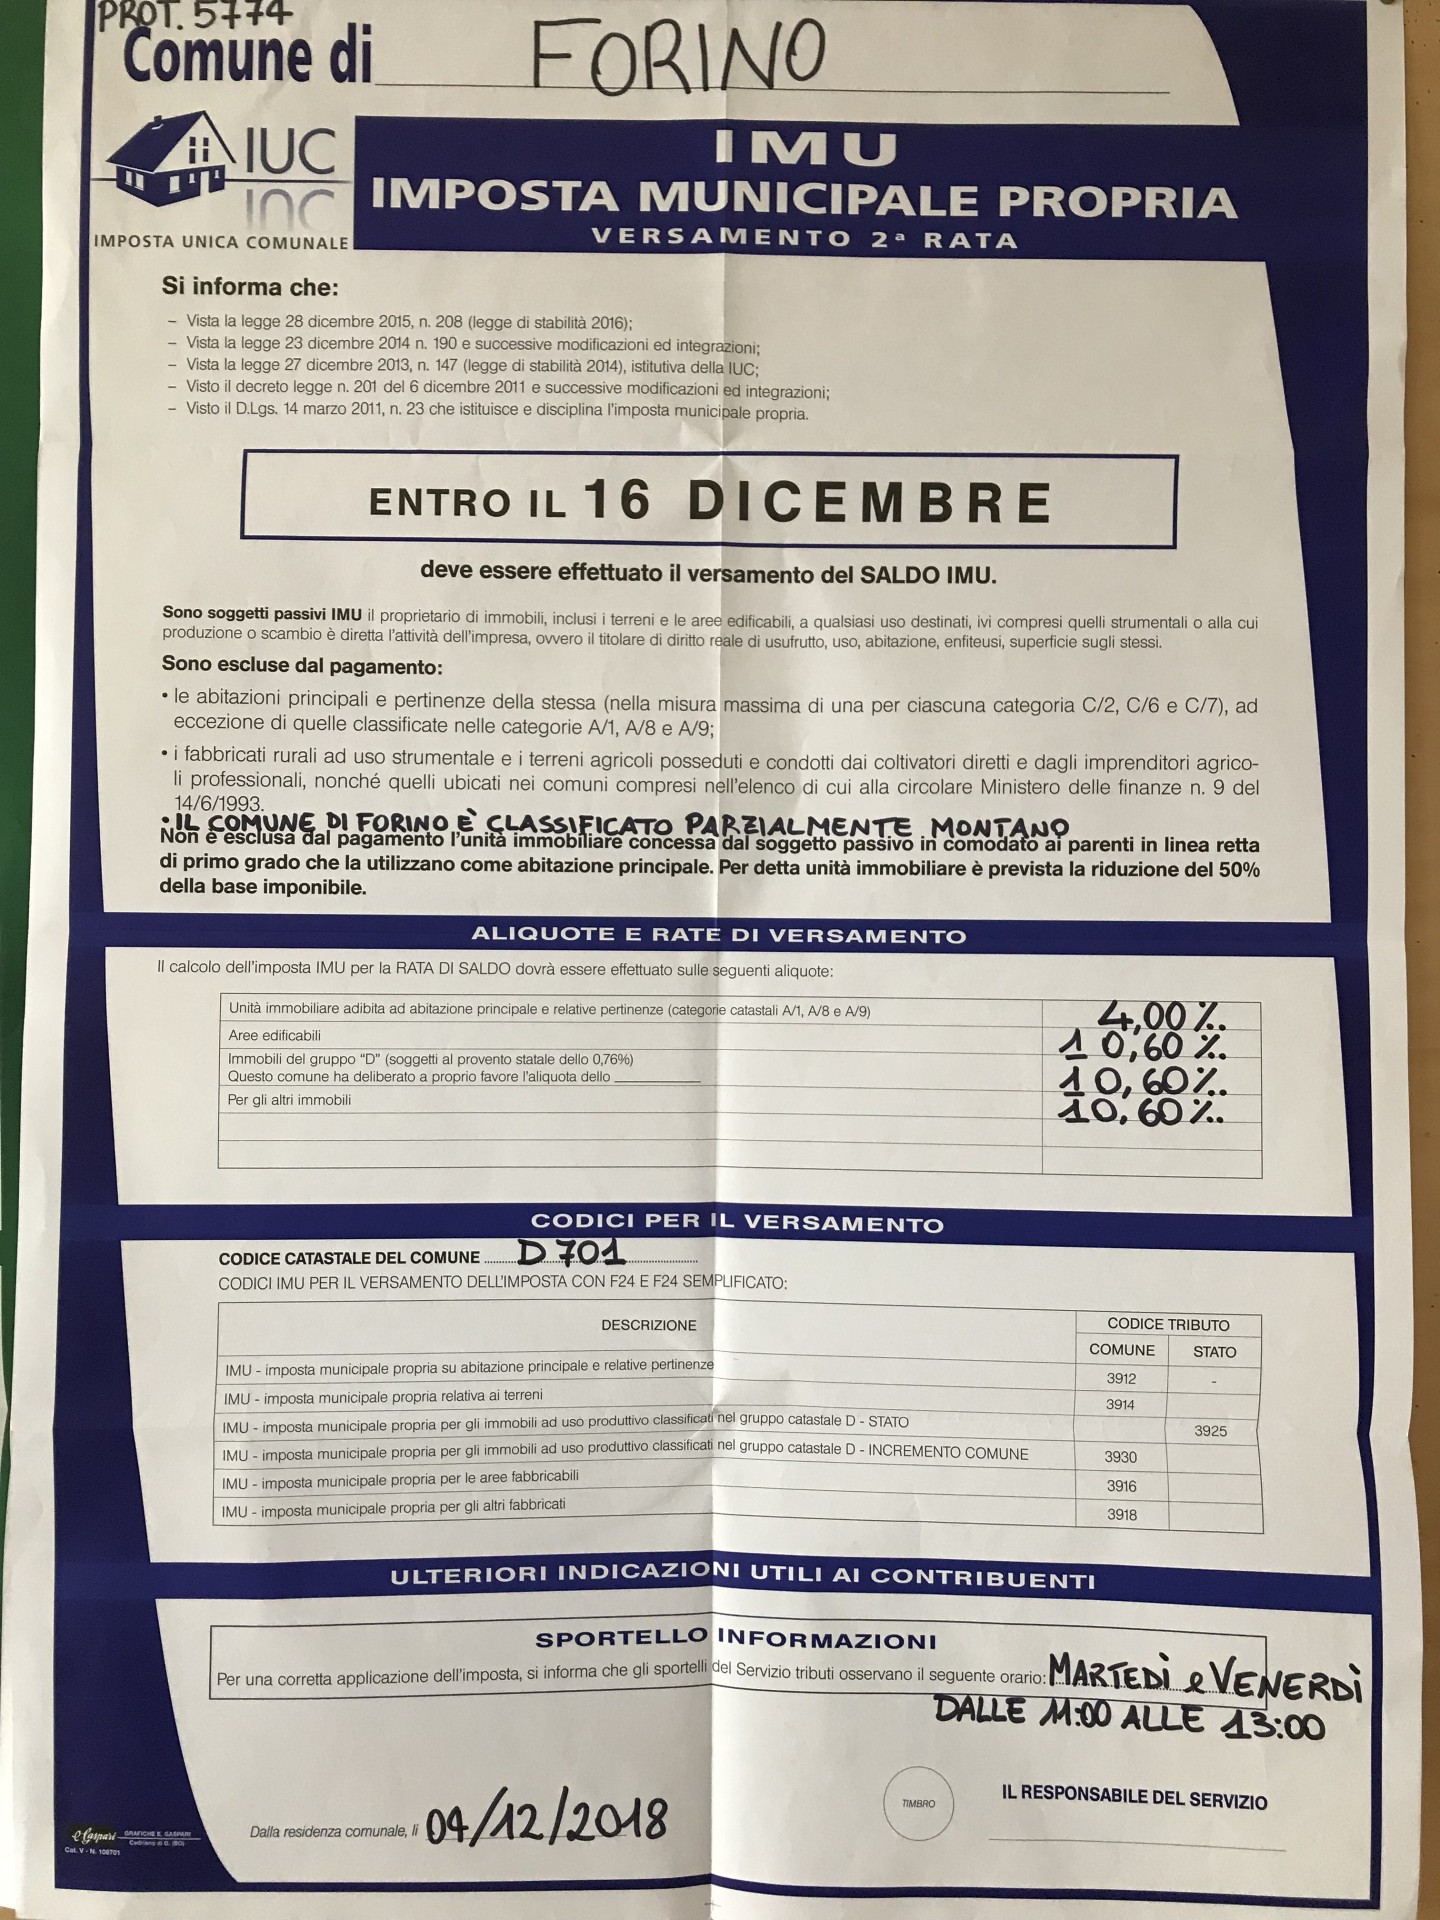 PROT. 5774
Comune di FORINO
IUC
IMPOSTA UNICA COMUNALE
IMU
IMPOSTA MUNICIPALE PROPRIA
VERSAMENTO 2ª RATA
Si informa che:
– Vista la legge 28 dicembre 2015, n. 208 (legge di stabilità 2016);
– Vista la legge 23 dicembre 2014 n. 190 e successive modificazioni ed integrazioni;
– Vista la legge 27 dicembre 2013, n. 147 (legge di stabilità 2014), istitutiva della IUC;
– Visto il decreto legge n. 201 del 6 dicembre 2011 e successive modificazioni ed integrazioni;
– Visto il D.Lgs. 14 marzo 2011, n. 23 che istituisce e disciplina l'imposta municipale propria.
ENTRO IL 16 DICEMBRE
deve essere effettuato il versamento del SALDO IMU.
Sono soggetti passivi IMU il proprietario di immobili, inclusi i terreni e le aree edificabili, a qualsiasi uso destinati, ivi compresi quelli strumentali o alla cui
produzione o scambio è diretta l'attività dell'impresa, ovvero il titolare di diritto reale di usufrutto, uso, abitazione, enfiteusi, superficie sugli stessi.
Sono escluse dal pagamento:
• le abitazioni principali e pertinenze della stessa (nella misura massima di una per ciascuna categoria C/2, C/6 e C/7), ad
eccezione di quelle classificate nelle categorie A/1, A/8 e A/9;
• i fabbricati rurali ad uso strumentale e i terreni agricoli posseduti e condotti dai coltivatori diretti e dagli imprenditori agrico-
li professionali, nonché quelli ubicati nei comuni compresi nell'elenco di cui alla circolare Ministero delle finanze n. 9 del
14/6/1993.
• IL COMUNE DI FORINO È CLASSIFICATO PARZIALMENTE MONTANO
Non è esclusa dal pagamento l'unità immobiliare concessa dal soggetto passivo in comodato ai parenti in linea retta
di primo grado che la utilizzano come abitazione principale. Per detta unità immobiliare è prevista la riduzione del 50%
della base imponibile.
ALIQUOTE E RATE DI VERSAMENTO
Il calcolo dell'imposta IMU per la RATA DI SALDO dovrà essere effettuato sulle seguenti aliquote:
Unità immobiliare adibita ad abitazione principale e relative pertinenze (categorie catastali A/1, A/8 e A/9) 4,00 ‰
Aree edificabili 10,60 ‰
Immobili del gruppo “D” (soggetti al provento statale dello 0,76%)
Questo comune ha deliberato a proprio favore l'aliquota dello 10,60 ‰
Per gli altri immobili 10,60 ‰
CODICI PER IL VERSAMENTO
CODICE CATASTALE DEL COMUNE D701
CODICI IMU PER IL VERSAMENTO DELL'IMPOSTA CON F24 E F24 SEMPLIFICATO:
DESCRIZIONE CODICE TRIBUTO
COMUNE STATO
IMU - imposta municipale propria su abitazione principale e relative pertinenze 3912 -
IMU - imposta municipale propria relativa ai terreni 3914
IMU - imposta municipale propria per gli immobili ad uso produttivo classificati nel gruppo catastale D - STATO 3925
IMU - imposta municipale propria per gli immobili ad uso produttivo classificati nel gruppo catastale D - INCREMENTO COMUNE 3930
IMU - imposta municipale propria per le aree fabbricabili 3916
IMU - imposta municipale propria per gli altri fabbricati 3918
ULTERIORI INDICAZIONI UTILI AI CONTRIBUENTI
SPORTELLO INFORMAZIONI
Per una corretta applicazione dell'imposta, si informa che gli sportelli del Servizio tributi osservano il seguente orario: MARTEDÌ e VENERDÌ
DALLE 11:00 ALLE 13:00
TIMBRO
IL RESPONSABILE DEL SERVIZIO
Dalla residenza comunale, li 04/12/2018
e Gaspari GRAFICHE E. GASPARI
Cadriano di G. (BO)
Cat. V - N. 108701